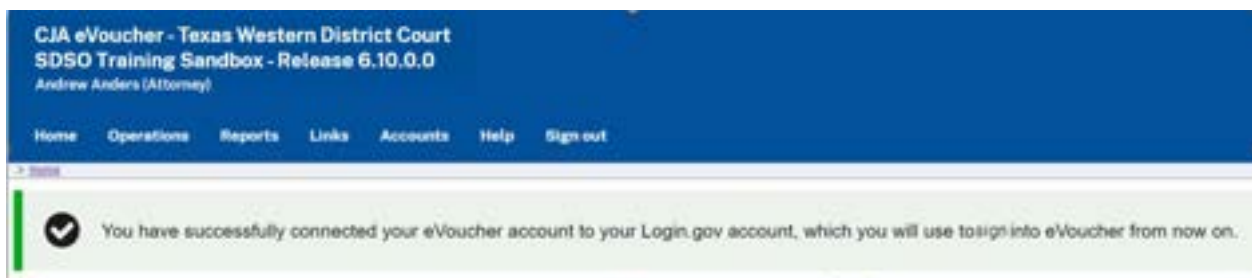 CJA eVoucher - Texas Western District Court
SDSO Training Sandbox - Release 6.10.0.0
Andrew Anders (Attorney)
Home Operations Reports Links Accounts Help Sign out
> Home
You have successfully connected your eVoucher account to your Login.gov account, which you will use tosign into eVoucher from now on.